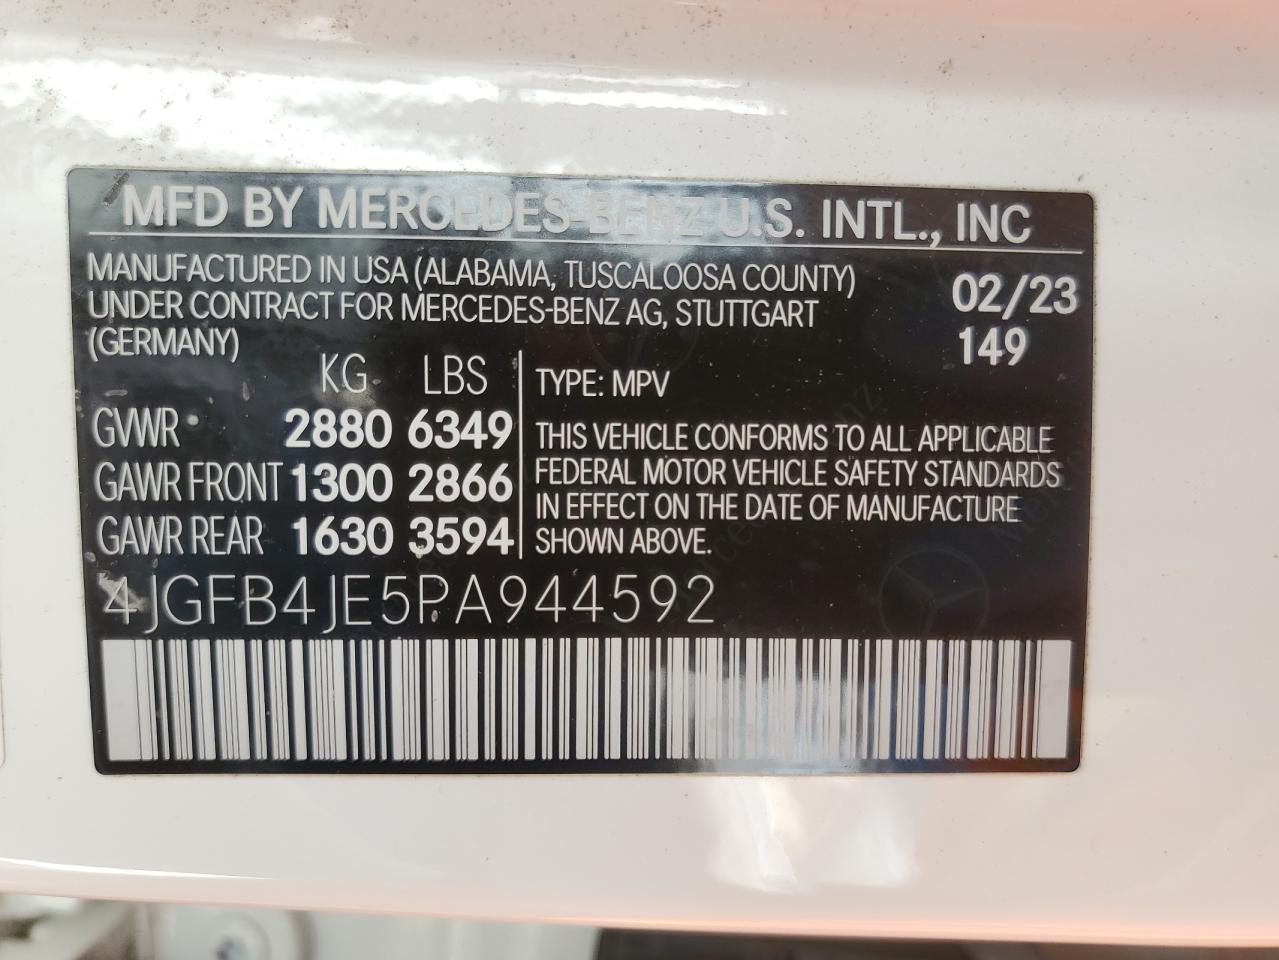 MFD BY MERCEDES-BENZ U.S. INTL., INC
MANUFACTURED IN USA (ALABAMA, TUSCALOOSA COUNTY)
UNDER CONTRACT FOR MERCEDES-BENZ AG, STUTTGART
(GERMANY)
02/23
149
KG LBS
GVWR 2880 6349
GAWR FRONT 1300 2866
GAWR REAR 1630 3594
TYPE: MPV
THIS VEHICLE CONFORMS TO ALL APPLICABLE
FEDERAL MOTOR VEHICLE SAFETY STANDARDS
IN EFFECT ON THE DATE OF MANUFACTURE
SHOWN ABOVE.
4JGFB4JE5PA944592